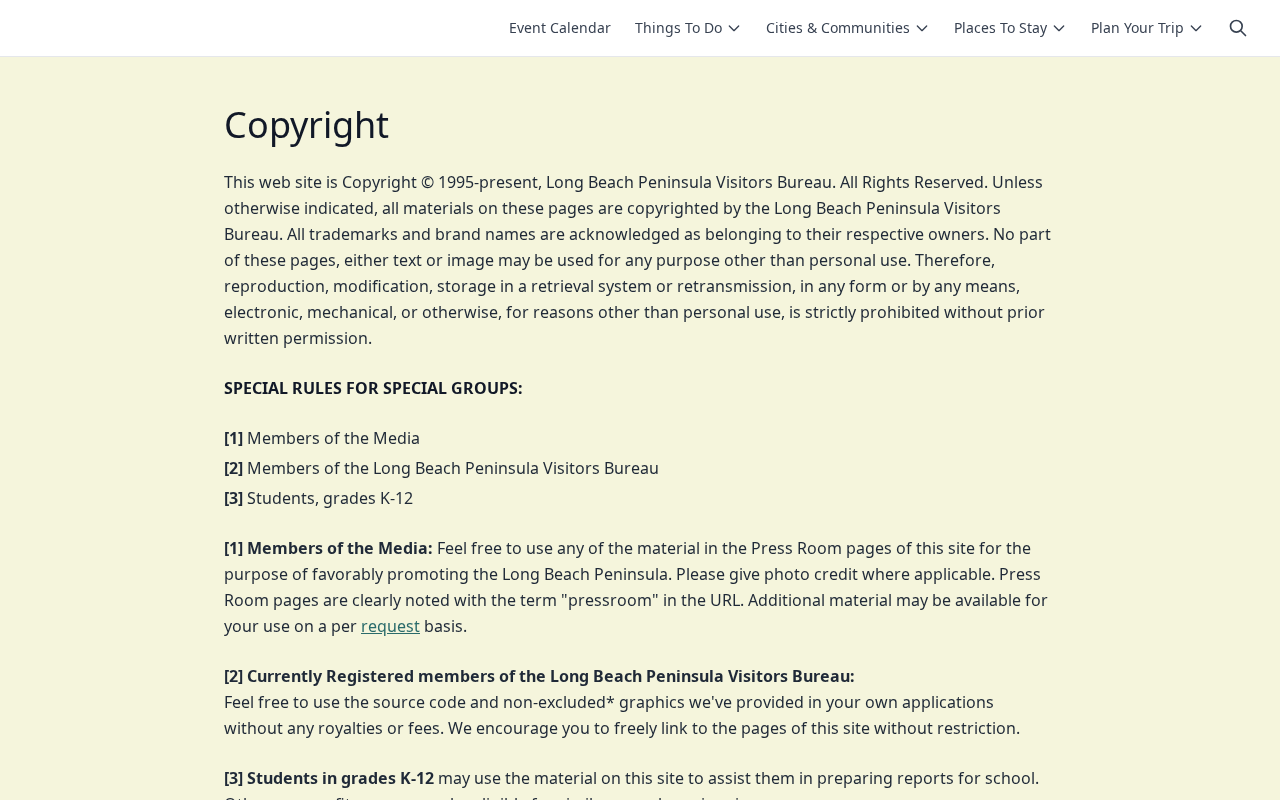 Event Calendar Things To Do Cities & Communities Places To Stay Plan Your Trip
Copyright
This web site is Copyright © 1995-present, Long Beach Peninsula Visitors Bureau. All Rights Reserved. Unless
otherwise indicated, all materials on these pages are copyrighted by the Long Beach Peninsula Visitors
Bureau. All trademarks and brand names are acknowledged as belonging to their respective owners. No part
of these pages, either text or image may be used for any purpose other than personal use. Therefore,
reproduction, modification, storage in a retrieval system or retransmission, in any form or by any means,
electronic, mechanical, or otherwise, for reasons other than personal use, is strictly prohibited without prior
written permission.
SPECIAL RULES FOR SPECIAL GROUPS:
[1] Members of the Media
[2] Members of the Long Beach Peninsula Visitors Bureau
[3] Students, grades K-12
[1] Members of the Media: Feel free to use any of the material in the Press Room pages of this site for the
purpose of favorably promoting the Long Beach Peninsula. Please give photo credit where applicable. Press
Room pages are clearly noted with the term "pressroom" in the URL. Additional material may be available for
your use on a per request basis.
[2] Currently Registered members of the Long Beach Peninsula Visitors Bureau:
Feel free to use the source code and non-excluded* graphics we've provided in your own applications
without any royalties or fees. We encourage you to freely link to the pages of this site without restriction.
[3] Students in grades K-12 may use the material on this site to assist them in preparing reports for school.